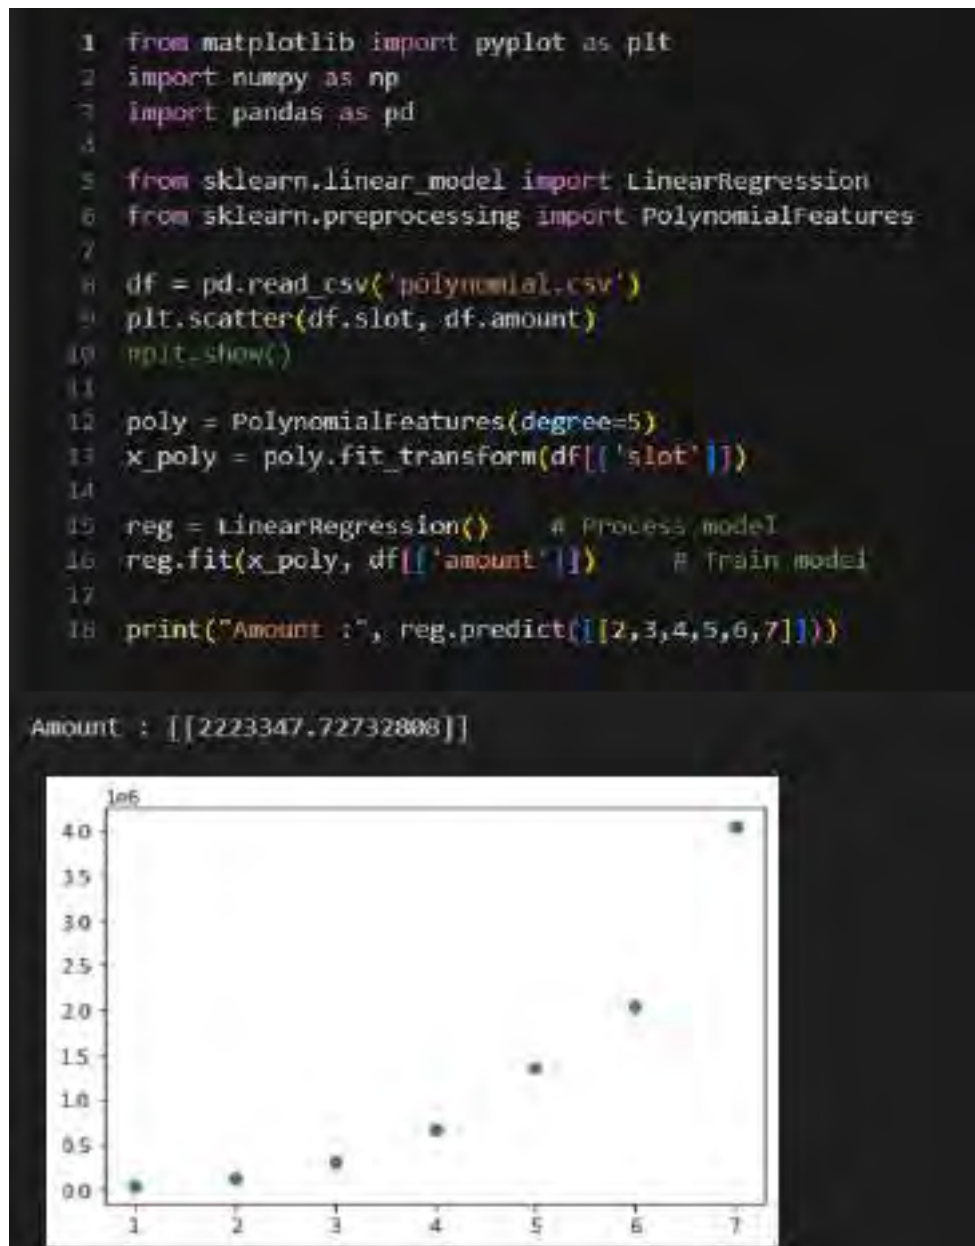 1 from matplotlib import pyplot as plt
2 import numpy as np
3 import pandas as pd
4
5 from sklearn.linear_model import LinearRegression
6 from sklearn.preprocessing import PolynomialFeatures
7
8 df = pd.read_csv('polynomial.csv')
9 plt.scatter(df.slot, df.amount)
10 #plt.show()
11
12 poly = PolynomialFeatures(degree=5)
13 x_poly = poly.fit_transform(df[['slot']])
14
15 reg = LinearRegression() # Process model
16 reg.fit(x_poly, df[['amount']]) # Train model
17
18 print("Amount :", reg.predict([[2,3,4,5,6,7]]))
Amount : [[2223347.72732808]]
1e6
4.0
3.5
3.0
2.5
2.0
1.5
1.0
0.5
0.0
1 2 3 4 5 6 7